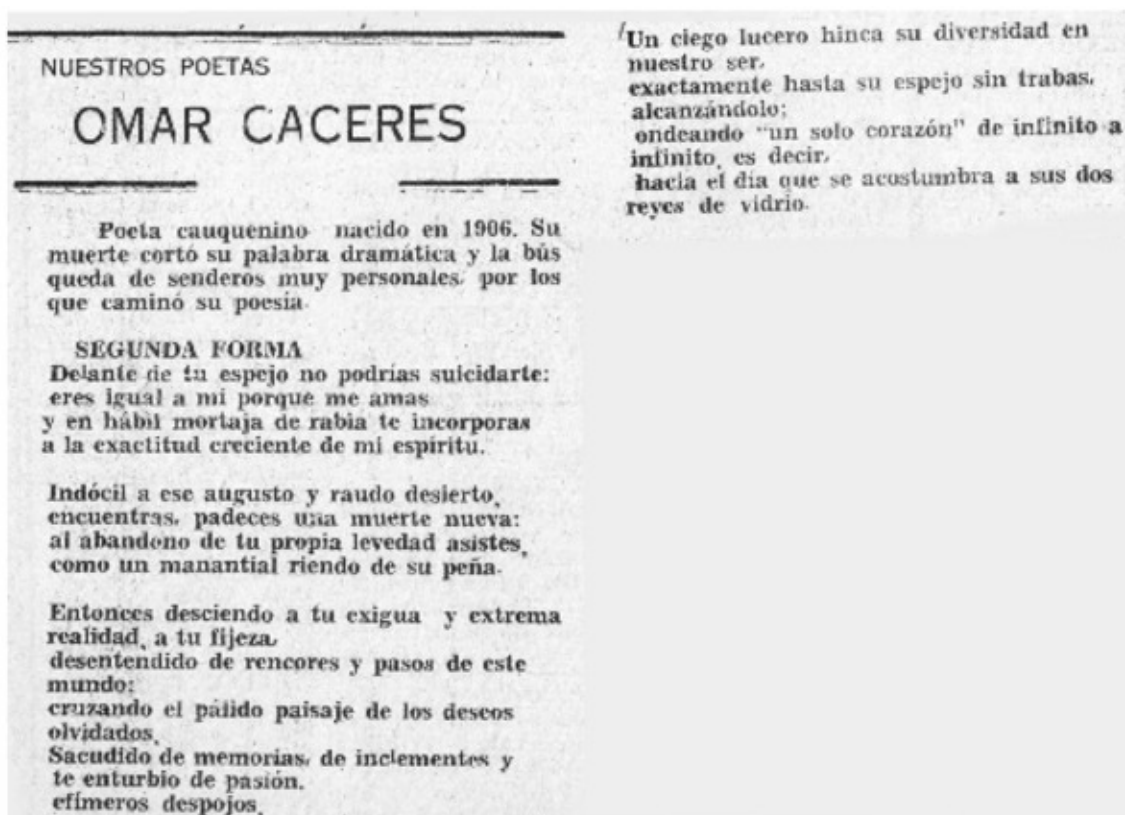 NUESTROS POETAS
OMAR CACERES
Poeta cauquenino nacido en 1906. Su
muerte cortó su palabra dramática y la bús
queda de senderos muy personales, por los
que caminó su poesía.
SEGUNDA FORMA
Delante de tu espejo no podrías suicidarte:
eres igual a mí porque me amas
y en hábil mortaja de rabia te incorporas
a la exactitud creciente de mi espíritu.
Indócil a ese augusto y raudo desierto,
encuentras, padeces una muerte nueva:
al abandono de tu propia levedad asistes,
como un manantial riendo de su peña.
Entonces desciendo a tu exigua y extrema
realidad, a tu fijeza,
desentendido de rencores y pasos de este
mundo:
cruzando el pálido paisaje de los deseos
olvidados,
Sacudido de memorias, de inclementes y
te enturbio de pasión,
efímeros despojos,
Un ciego lucero hinca su diversidad en
nuestro ser,
exactamente hasta su espejo sin trabas,
alcanzándolo;
ondeando "un solo corazón" de infinito a
infinito, es decir,
hacia el día que se acostumbra a sus dos
reyes de vidrio.